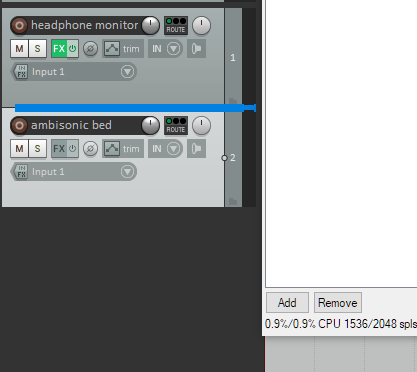 headphone monitor
ROUTE
M S FX trim IN
IN FX Input 1
1
ambisonic bed
ROUTE
M S FX trim IN
IN FX Input 1
2
Add Remove
0.9%/0.9% CPU 1536/2048 spls